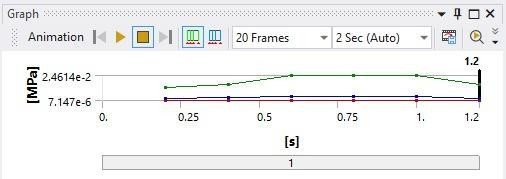 Graph
Animation 20 Frames 2 Sec (Auto)
1.2
[MPa]
2.4614e-2
7.147e-6
0. 0.25 0.5 0.75 1. 1.2
[s]
1